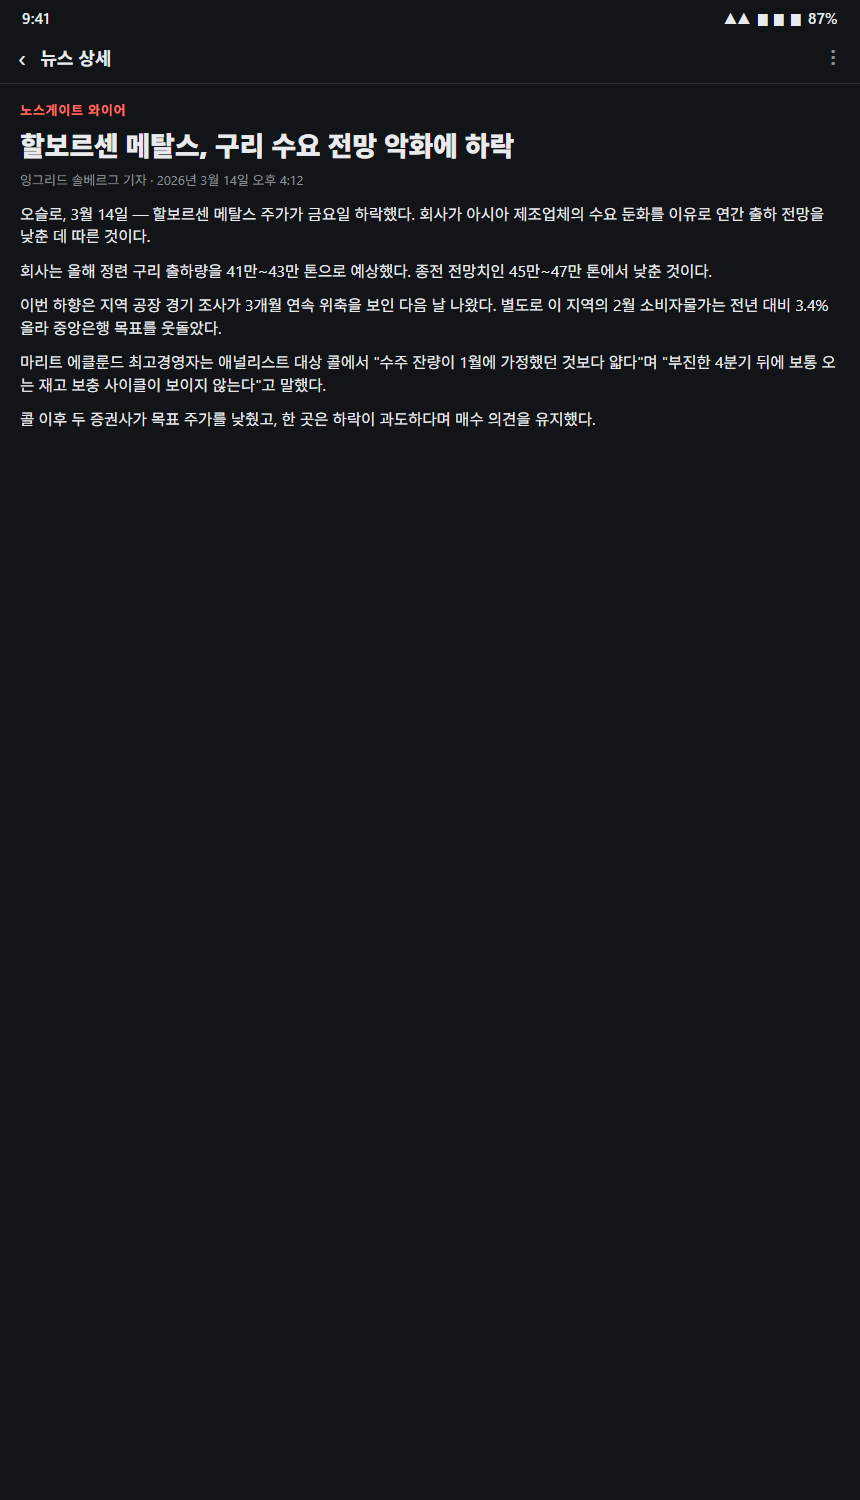 9:41
87%
뉴스 상세
노스게이트 와이어
할보르센 메탈스, 구리 수요 전망 악화에 하락
잉그리드 솔베르그 기자 · 2026년 3월 14일 오후 4:12
오슬로, 3월 14일 — 할보르센 메탈스 주가가 금요일 하락했다. 회사가 아시아 제조업체의 수요 둔화를 이유로 연간 출하 전망을
낮춘 데 따른 것이다.
회사는 올해 정련 구리 출하량을 41만~43만 톤으로 예상했다. 종전 전망치인 45만~47만 톤에서 낮춘 것이다.
이번 하향은 지역 공장 경기 조사가 3개월 연속 위축을 보인 다음 날 나왔다. 별도로 이 지역의 2월 소비자물가는 전년 대비 3.4%
올라 중앙은행 목표를 웃돌았다.
마리트 에클룬드 최고경영자는 애널리스트 대상 콜에서 "수주 잔량이 1월에 가정했던 것보다 얇다"며 "부진한 4분기 뒤에 보통 오
는 재고 보충 사이클이 보이지 않는다"고 말했다.
콜 이후 두 증권사가 목표 주가를 낮췄고, 한 곳은 하락이 과도하다며 매수 의견을 유지했다.